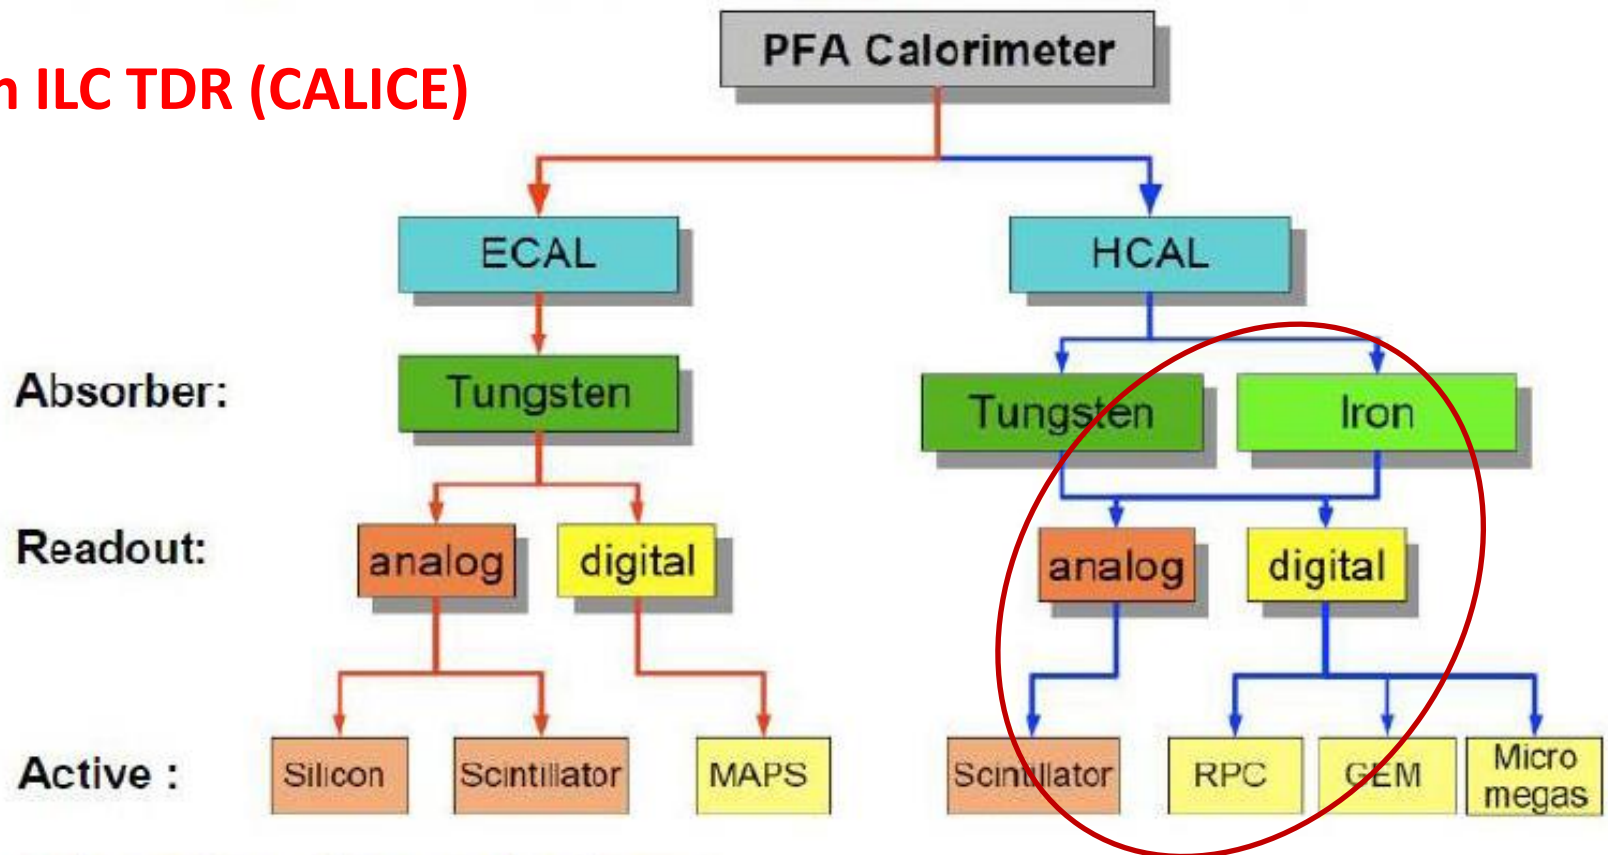 PFA Calorimeter
ILC TDR (CALICE)
ECAL HCAL
Absorber: Tungsten Tungsten Iron
Readout: analog digital analog digital
Active : Silicon Scintillator MAPS Scintillator RPC GEM Micro
megas